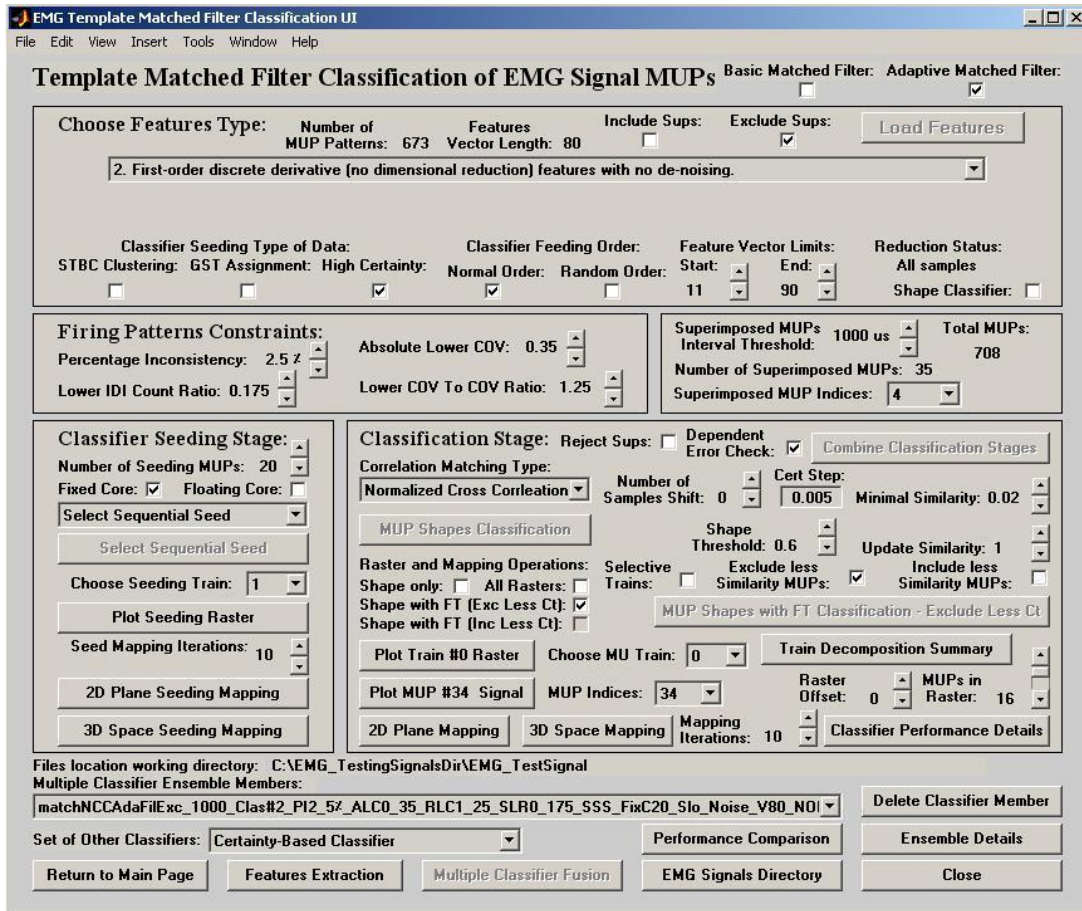 EMG Template Matched Filter Classification UI
File Edit View Insert Tools Window Help
Template Matched Filter Classification of EMG Signal MUPs
Basic Matched Filter: Adaptive Matched Filter:
Choose Features Type:
Number of MUP Patterns: 673
Features Vector Length: 80
Include Sups:
Exclude Sups:
Load Features
2. First-order discrete derivative (no dimensional reduction) features with no de-noising.
Classifier Seeding Type of Data:
STBC Clustering: GST Assignment: High Certainty:
Classifier Feeding Order:
Normal Order: Random Order:
Feature Vector Limits:
Start: End:
11 90
Reduction Status:
All samples
Shape Classifier:
Firing Patterns Constraints:
Percentage Inconsistency: 2.5 %
Lower IDI Count Ratio: 0.175
Absolute Lower COV: 0.35
Lower COV To COV Ratio: 1.25
Superimposed MUPs
Interval Threshold: 1000 us
Total MUPs:
708
Number of Superimposed MUPs: 35
Superimposed MUP Indices: 4
Classifier Seeding Stage:
Number of Seeding MUPs: 20
Fixed Core: Floating Core:
Select Sequential Seed
Select Sequential Seed
Choose Seeding Train: 1
Plot Seeding Raster
Seed Mapping Iterations: 10
2D Plane Seeding Mapping
3D Space Seeding Mapping
Classification Stage: Reject Sups:
Dependent
Error Check:
Combine Classification Stages
Correlation Matching Type:
Normalized Cross Corrleation
Number of
Samples Shift: 0
Cert Step:
0.005
Minimal Similarity: 0.02
MUP Shapes Classification
Shape
Threshold: 0.6
Update Similarity: 1
Raster and Mapping Operations:
Shape only: All Rasters:
Shape with FT (Exc Less Ct):
Shape with FT (Inc Less Ct):
Selective
Trains:
Exclude less
Similarity MUPs:
Include less
Similarity MUPs:
MUP Shapes with FT Classification - Exclude Less Ct
Plot Train #0 Raster
Choose MU Train: 0
Train Decomposition Summary
Plot MUP #34 Signal
MUP Indices: 34
Raster
Offset: 0
MUPs in
Raster: 16
2D Plane Mapping
3D Space Mapping
Mapping
Iterations: 10
Classifier Performance Details
Files location working directory: C:\EMG_TestingSignalsDir\EMG_TestSignal
Multiple Classifier Ensemble Members:
matchNCCAdaFilExc_1000_Clas#2_PI2_5%_ALC0_35_RLC1_25_SLR0_175_SSS_FixC20_Slo_Noise_V80_NOI
Delete Classifier Member
Set of Other Classifiers: Certainty-Based Classifier
Performance Comparison
Ensemble Details
Return to Main Page
Features Extraction
Multiple Classifier Fusion
EMG Signals Directory
Close